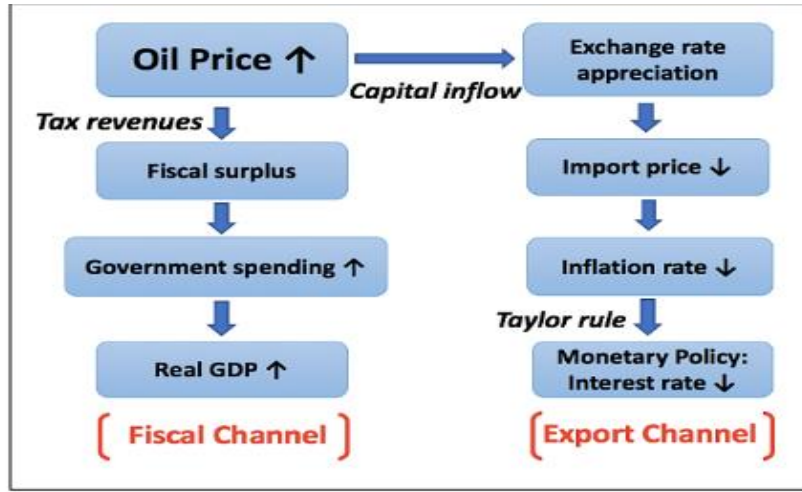 Oil Price ↑
Capital inflow
Exchange rate
appreciation
Tax revenues
Fiscal surplus
Import price ↓
Government spending ↑
Inflation rate ↓
Taylor rule
Real GDP ↑
Monetary Policy:
Interest rate ↓
[ Fiscal Channel ]
[ Export Channel ]